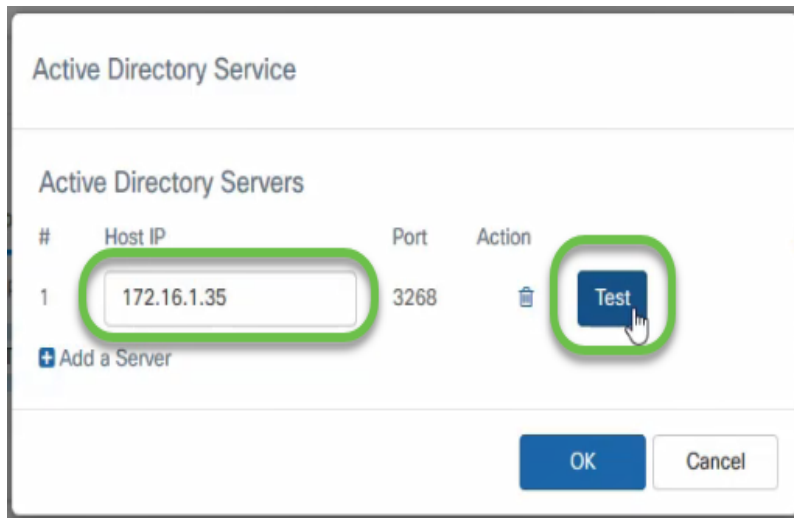 Active Directory Service
Active Directory Servers
# Host IP Port Action
1 172.16.1.35 3268 Test
Add a Server
OK Cancel